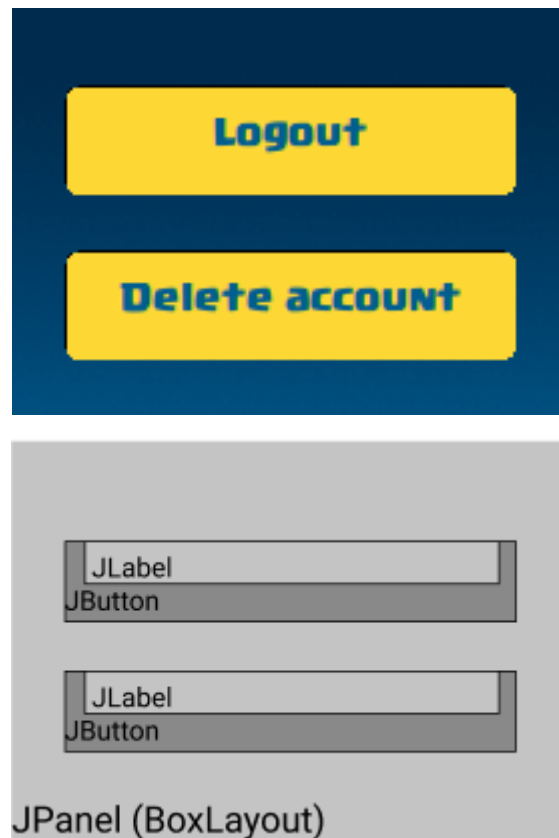 Logout
Delete account
JLabel
JButton
JLabel
JButton
JPanel (BoxLayout)